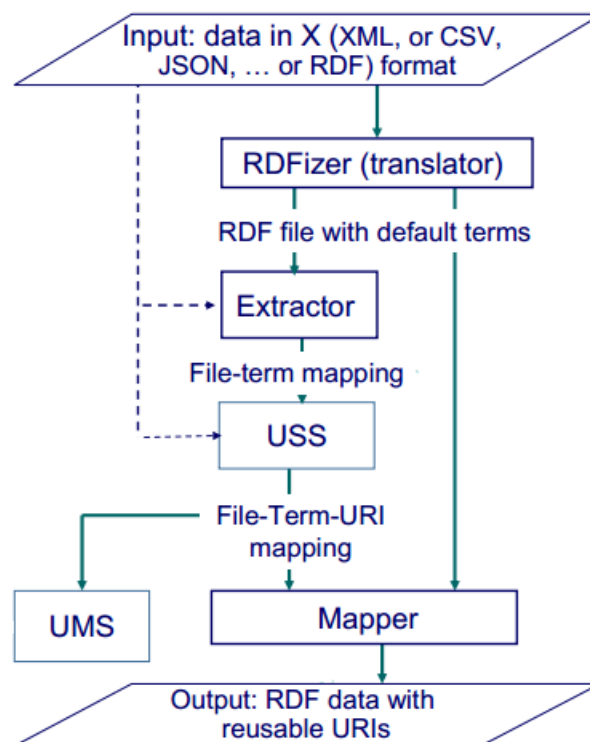 Input: data in X (XML, or CSV,
JSON, … or RDF) format
RDFizer (translator)
RDF file with default terms
Extractor
File-term mapping
USS
File-Term-URI
mapping
UMS
Mapper
Output: RDF data with
reusable URIs